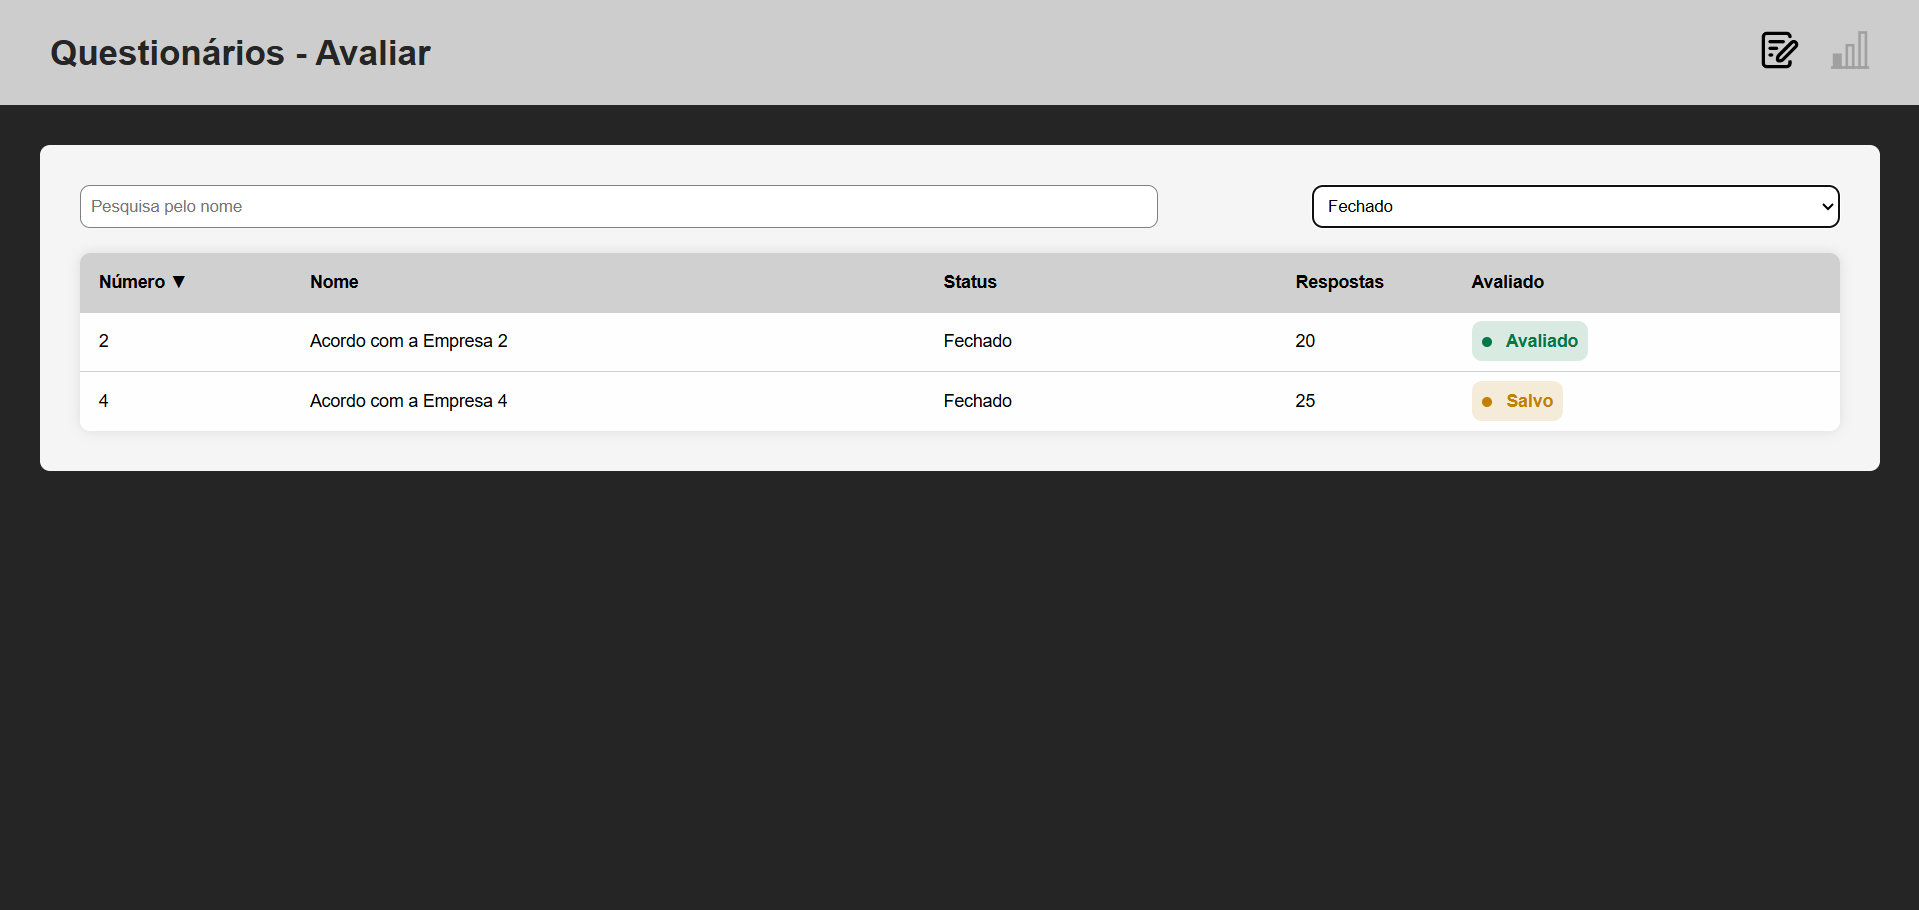 Questionários - Avaliar
Pesquisa pelo nome
Fechado
Número ▼ Nome Status Respostas Avaliado
2 Acordo com a Empresa 2 Fechado 20 Avaliado
4 Acordo com a Empresa 4 Fechado 25 Salvo